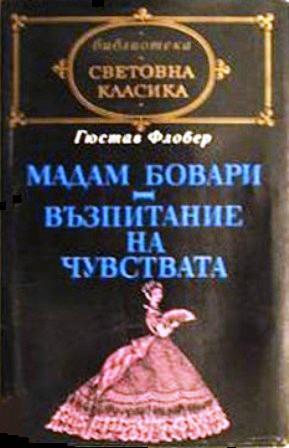 библиотека
СВЕТОВНА
КЛАСИКА
Гюстав Флобер
МАДАМ БОВАРИ
ВЪЗПИТАНИЕ
НА
ЧУВСТВАТА